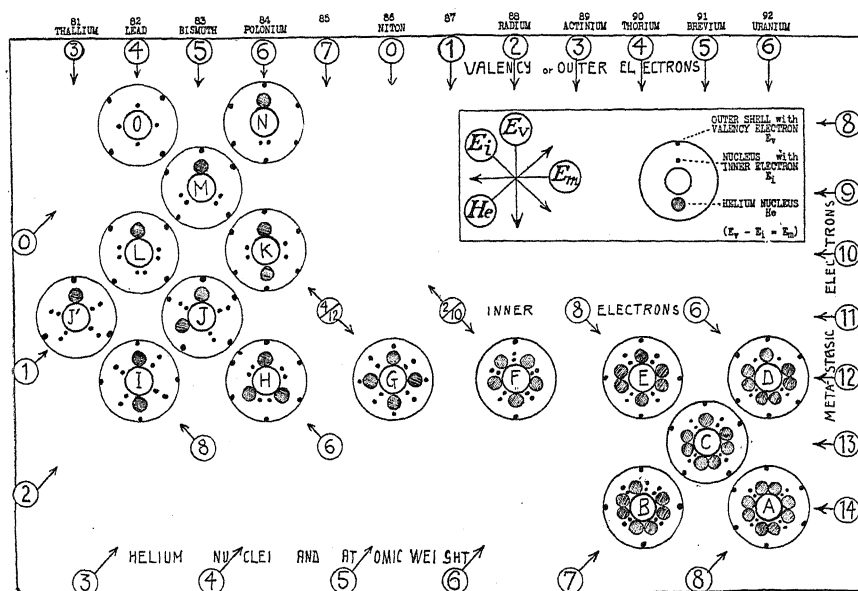 81 82 83 84 85 86 87 88 89 90 91 92
THALLIUM LEAD BISMUTH POLONIUM NITON RADIUM ACTINIUM THORIUM BREVIUM URANIUM
3 4 5 6 7 0 1 2 3 4 5 6
VALENCY or OUTER ELECTRONS
O N
OUTER SHELL with
VALENCY ELECTRON
Ev
8
Ev
Ei
NUCLEUS with
INNER ELECTRON
Ei
M
Em
9
He
HELIUM NUCLEUS
He
(Ev - Ei = Em)
0
L K
10
METASTASIC ELECTRONS
4/12 2/10 INNER 8 ELECTRONS 6
J' J
11
1
I H G F E D
12
8 6
C
13
2
B A
14
HELIUM NUCLEI AND ATOMIC WEIGHT
3 4 5 6 7 8